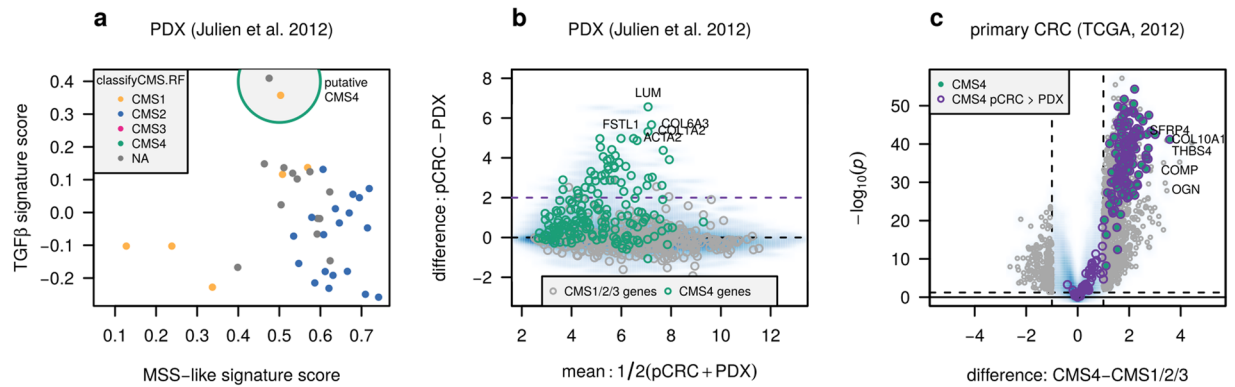 a
PDX (Julien et al. 2012)
TGFβ signature score
0.4
0.3
0.2
0.1
0.0
−0.1
−0.2
classifyCMS.RF
CMS1
CMS2
CMS3
CMS4
NA
putative
CMS4
0.1 0.2 0.3 0.4 0.5 0.6 0.7
MSS−like signature score
b
PDX (Julien et al. 2012)
difference: pCRC−PDX
8
6
4
2
0
−2
LUM
FSTL1 COL6A3
COL1A2
ACTA2
CMS1/2/3 genes CMS4 genes
2 4 6 8 10 12
mean: 1/2(pCRC+PDX)
c
primary CRC (TCGA, 2012)
−log10(p)
50
40
30
20
10
0
CMS4
CMS4 pCRC > PDX
SFRP4
COL10A1
THBS4
COMP
OGN
−4 −2 0 2 4
difference: CMS4−CMS1/2/3